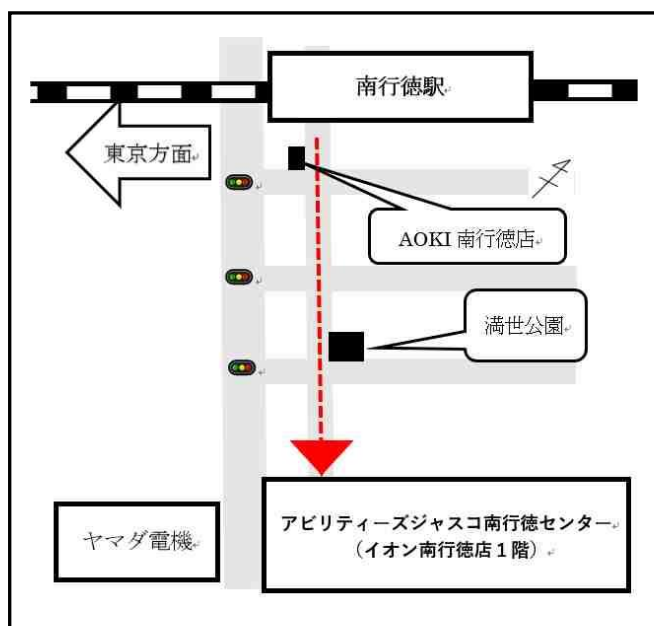 南行徳駅
東京方面
AOKI 南行徳店
満世公園
ヤマダ電機
アビリティーズジャスコ南行徳センター
（イオン南行徳店１階）